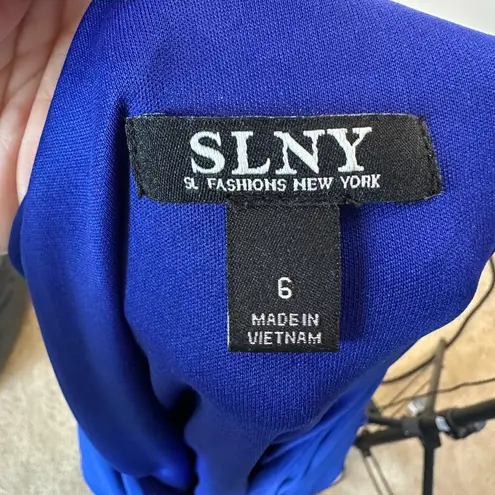 SLNY
SL FASHIONS NEW YORK
6
MADE IN
VIETNAM